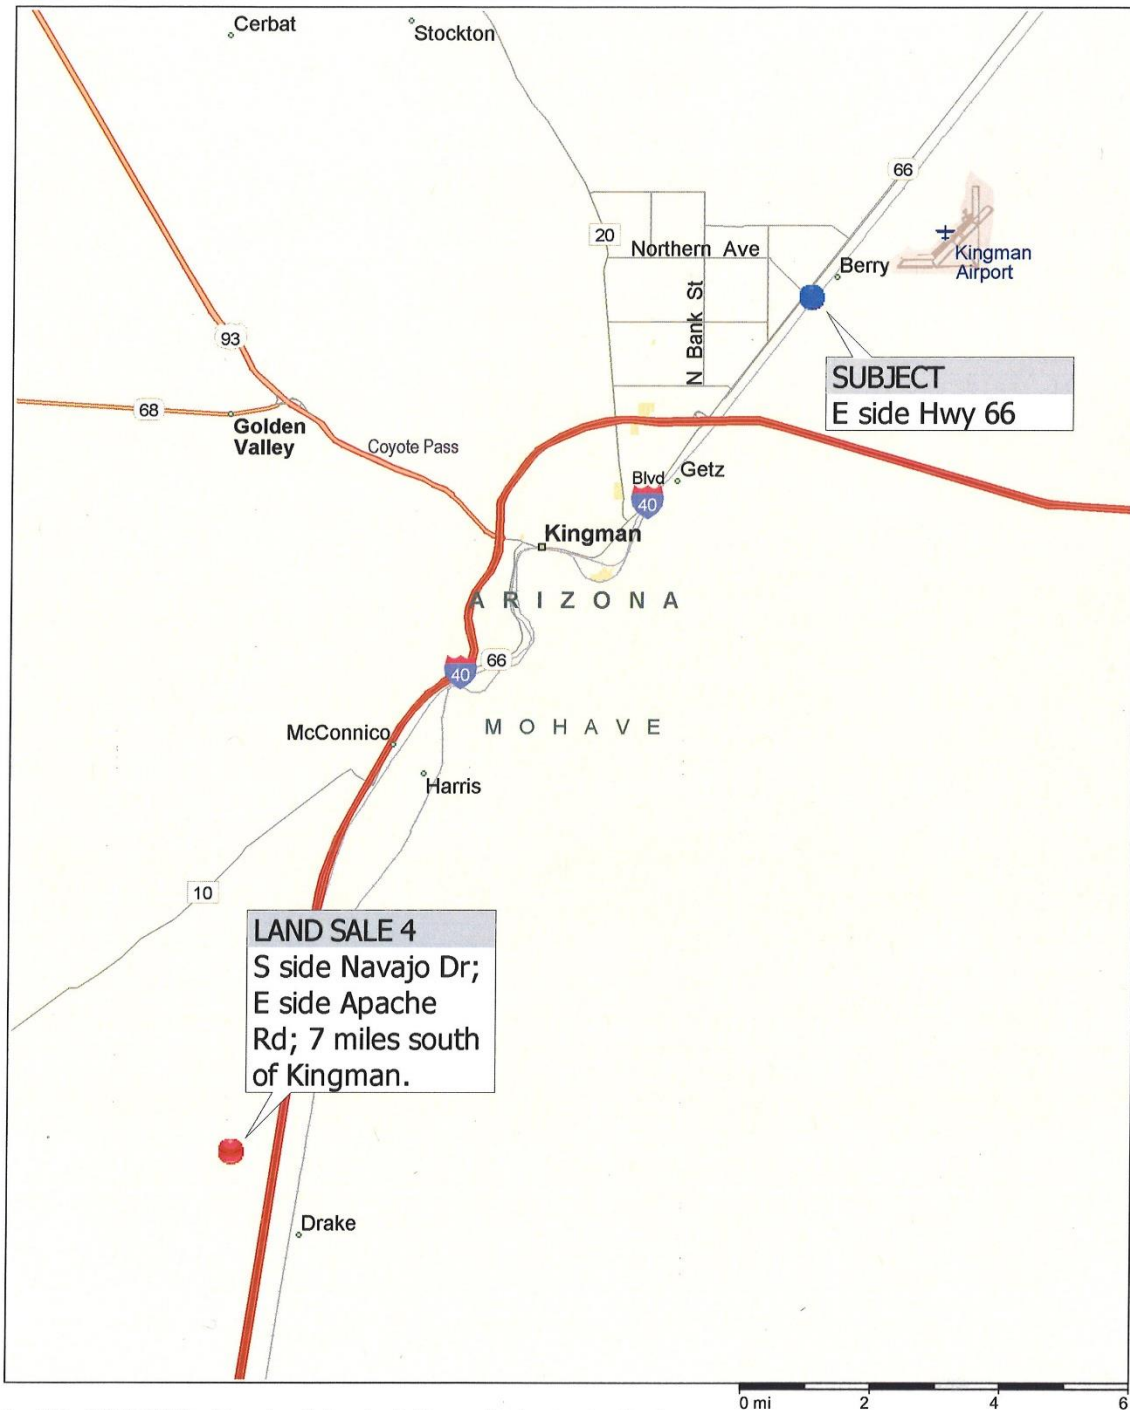 Cerbat
Stockton
66
20
Northern Ave
Kingman
Airport
Berry
N Bank St
93
SUBJECT
E side Hwy 66
68
Golden
Valley
Coyote Pass
Getz
Blvd
40
Kingman
ARIZONA
66
40
MOHAVE
McConnico
Harris
10
LAND SALE 4
S side Navajo Dr;
E side Apache
Rd; 7 miles south
of Kingman.
Drake
0 mi 2 4 6